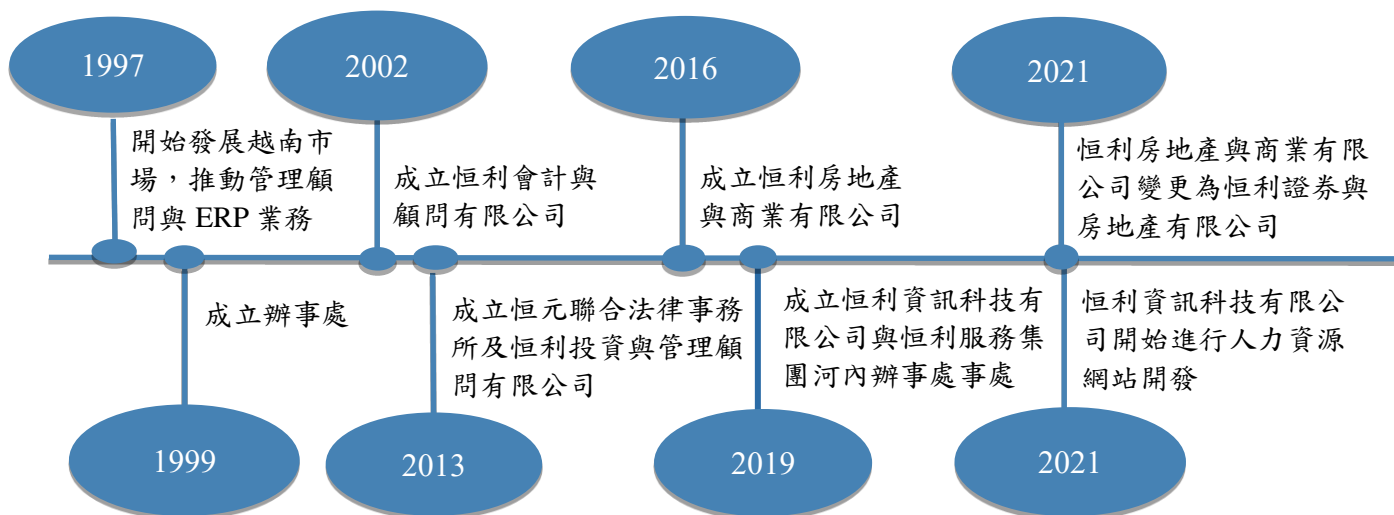 1997
開始發展越南市
場，推動管理顧
問與 ERP 業務
1999
成立辦事處
2002
成立恒利會計與
顧問有限公司
2013
成立恒元聯合法律事務
所及恒利投資與管理顧
問有限公司
2016
成立恒利房地產
與商業有限公司
2019
成立恒利資訊科技有
限公司與恒利服務集
團河內辦事處事處
2021
恒利房地產與商業有限
公司變更為恒利證券與
房地產有限公司
2021
恒利資訊科技有限公
司開始進行人力資源
網站開發